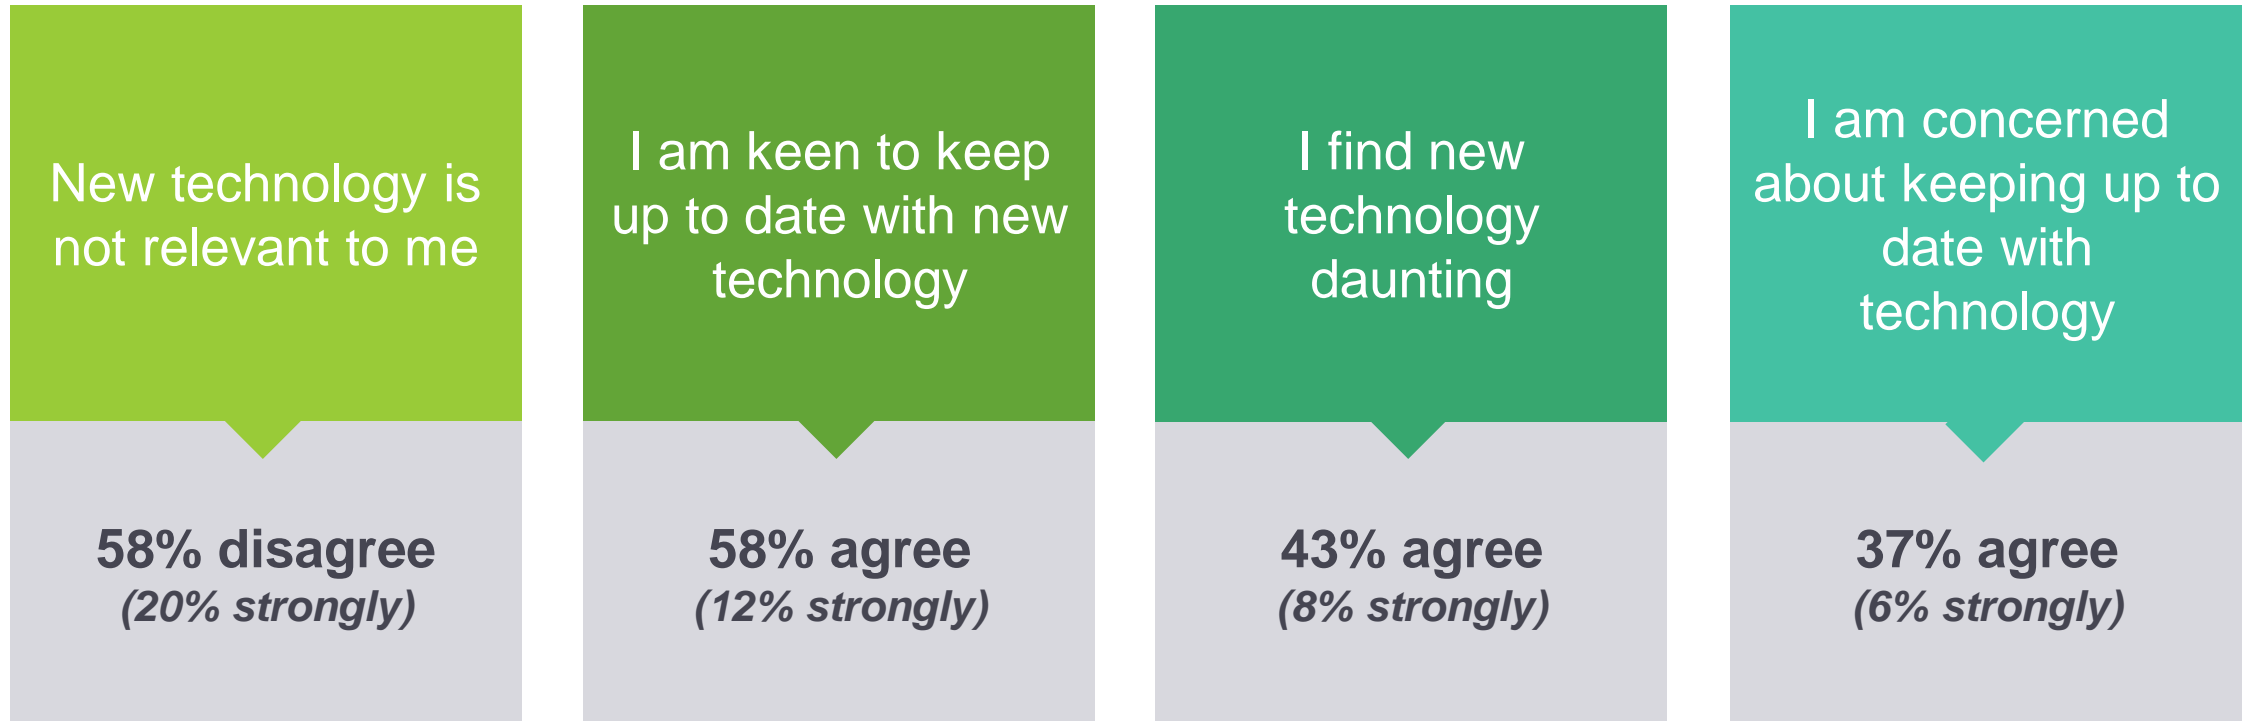 New technology is
not relevant to me
58% disagree
(20% strongly)
I am keen to keep
up to date with new
technology
58% agree
(12% strongly)
I find new
technology
daunting
43% agree
(8% strongly)
I am concerned
about keeping up to
date with
technology
37% agree
(6% strongly)